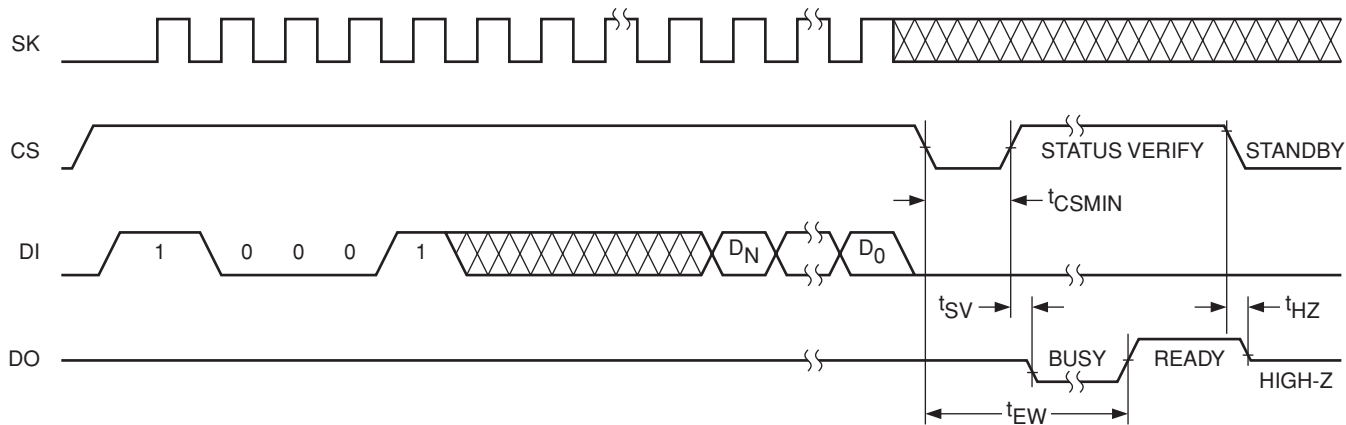 SK
CS
STATUS VERIFY
STANDBY
tCSMIN
DI
1
0
0
0
1
DN
D0
tSV
tHZ
DO
BUSY
READY
HIGH-Z
tEW